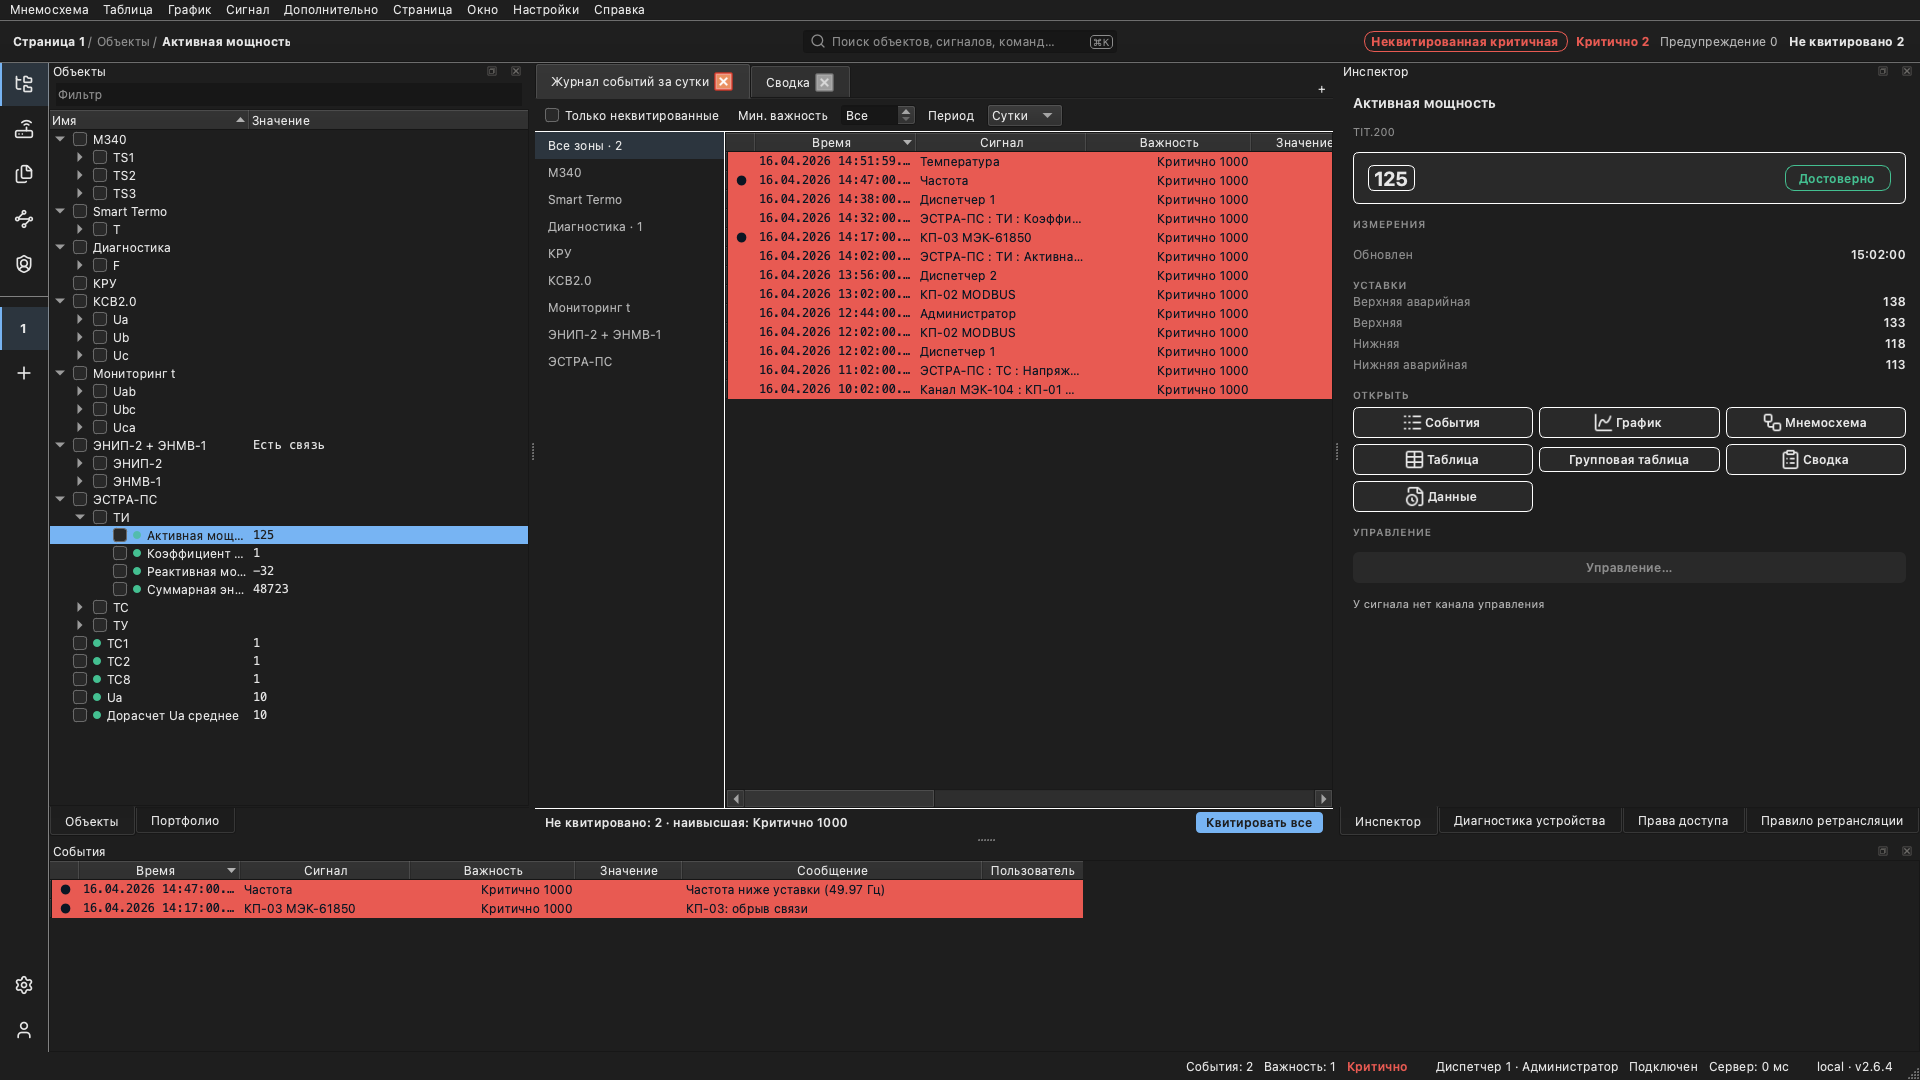 Мнемосхема Таблица График Сигнал Дополнительно Страница Окно Настройки Справка
Страница 1 / Объекты / Активная мощность
Поиск объектов, сигналов, команд... ⌘K
Неквитированная критичная Критично 2 Предупреждение 0 Не квитировано 2
1
Объекты
Фильтр
Имя Значение
М340
TS1
TS2
TS3
Smart Termo
T
Диагностика
F
КРУ
КСВ2.0
Ua
Ub
Uc
Мониторинг t
Uab
Ubc
Uca
ЭНИП-2 + ЭНМВ-1 Есть связь
ЭНИП-2
ЭНМВ-1
ЭСТРА-ПС
ТИ
Активная мощ... 125
Коэффициент ... 1
Реактивная мо... −32
Суммарная эн... 48723
ТС
ТУ
ТС1 1
ТС2 1
ТС8 1
Ua 10
Дорасчет Ua среднее 10
Объекты Портфолио
Журнал событий за сутки Сводка +
Только неквитированные Мин. важность Все Период Сутки
Все зоны · 2
М340
Smart Termo
Диагностика · 1
КРУ
КСВ2.0
Мониторинг t
ЭНИП-2 + ЭНМВ-1
ЭСТРА-ПС
Время Сигнал Важность Значение
16.04.2026 14:51:59.... Температура Критично 1000
16.04.2026 14:47:00.... Частота Критично 1000
16.04.2026 14:38:00.... Диспетчер 1 Критично 1000
16.04.2026 14:32:00.... ЭСТРА-ПС : ТИ : Коэффи... Критично 1000
16.04.2026 14:17:00.... КП-03 МЭК-61850 Критично 1000
16.04.2026 14:02:00.... ЭСТРА-ПС : ТИ : Активна... Критично 1000
16.04.2026 13:56:00.... Диспетчер 2 Критично 1000
16.04.2026 13:02:00.... КП-02 MODBUS Критично 1000
16.04.2026 12:44:00.... Администратор Критично 1000
16.04.2026 12:02:00.... КП-02 MODBUS Критично 1000
16.04.2026 12:02:00.... Диспетчер 1 Критично 1000
16.04.2026 11:02:00.... ЭСТРА-ПС : ТС : Напряж... Критично 1000
16.04.2026 10:02:00.... Канал МЭК-104 : КП-01 ... Критично 1000
Не квитировано: 2 · наивысшая: Критично 1000 Квитировать все
Инспектор
Активная мощность
TIT.200
125 Достоверно
ИЗМЕРЕНИЯ
Обновлен 15:02:00
УСТАВКИ
Верхняя аварийная 138
Верхняя 133
Нижняя 118
Нижняя аварийная 113
ОТКРЫТЬ
События График Мнемосхема
Таблица Групповая таблица Сводка
Данные
УПРАВЛЕНИЕ
Управление...
У сигнала нет канала управления
Инспектор Диагностика устройства Права доступа Правило ретрансляции
События
Время Сигнал Важность Значение Сообщение Пользователь
16.04.2026 14:47:00.... Частота Критично 1000 Частота ниже уставки (49.97 Гц)
16.04.2026 14:17:00.... КП-03 МЭК-61850 Критично 1000 КП-03: обрыв связи
События: 2 Важность: 1 Критично Диспетчер 1 · Администратор Подключен Сервер: 0 мс local · v2.6.4